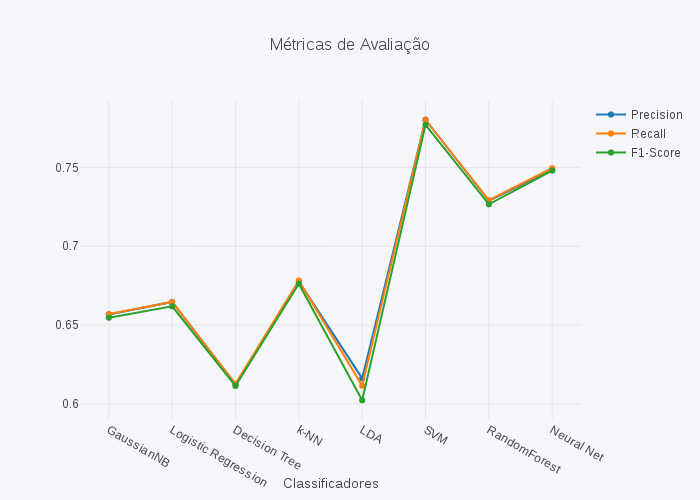 Métricas de Avaliação
Precision
Recall
F1-Score
0.75
0.7
0.65
0.6
GaussianNB
Logistic Regression
Decision Tree
k-NN
LDA
SVM
RandomForest
Neural Net
Classificadores